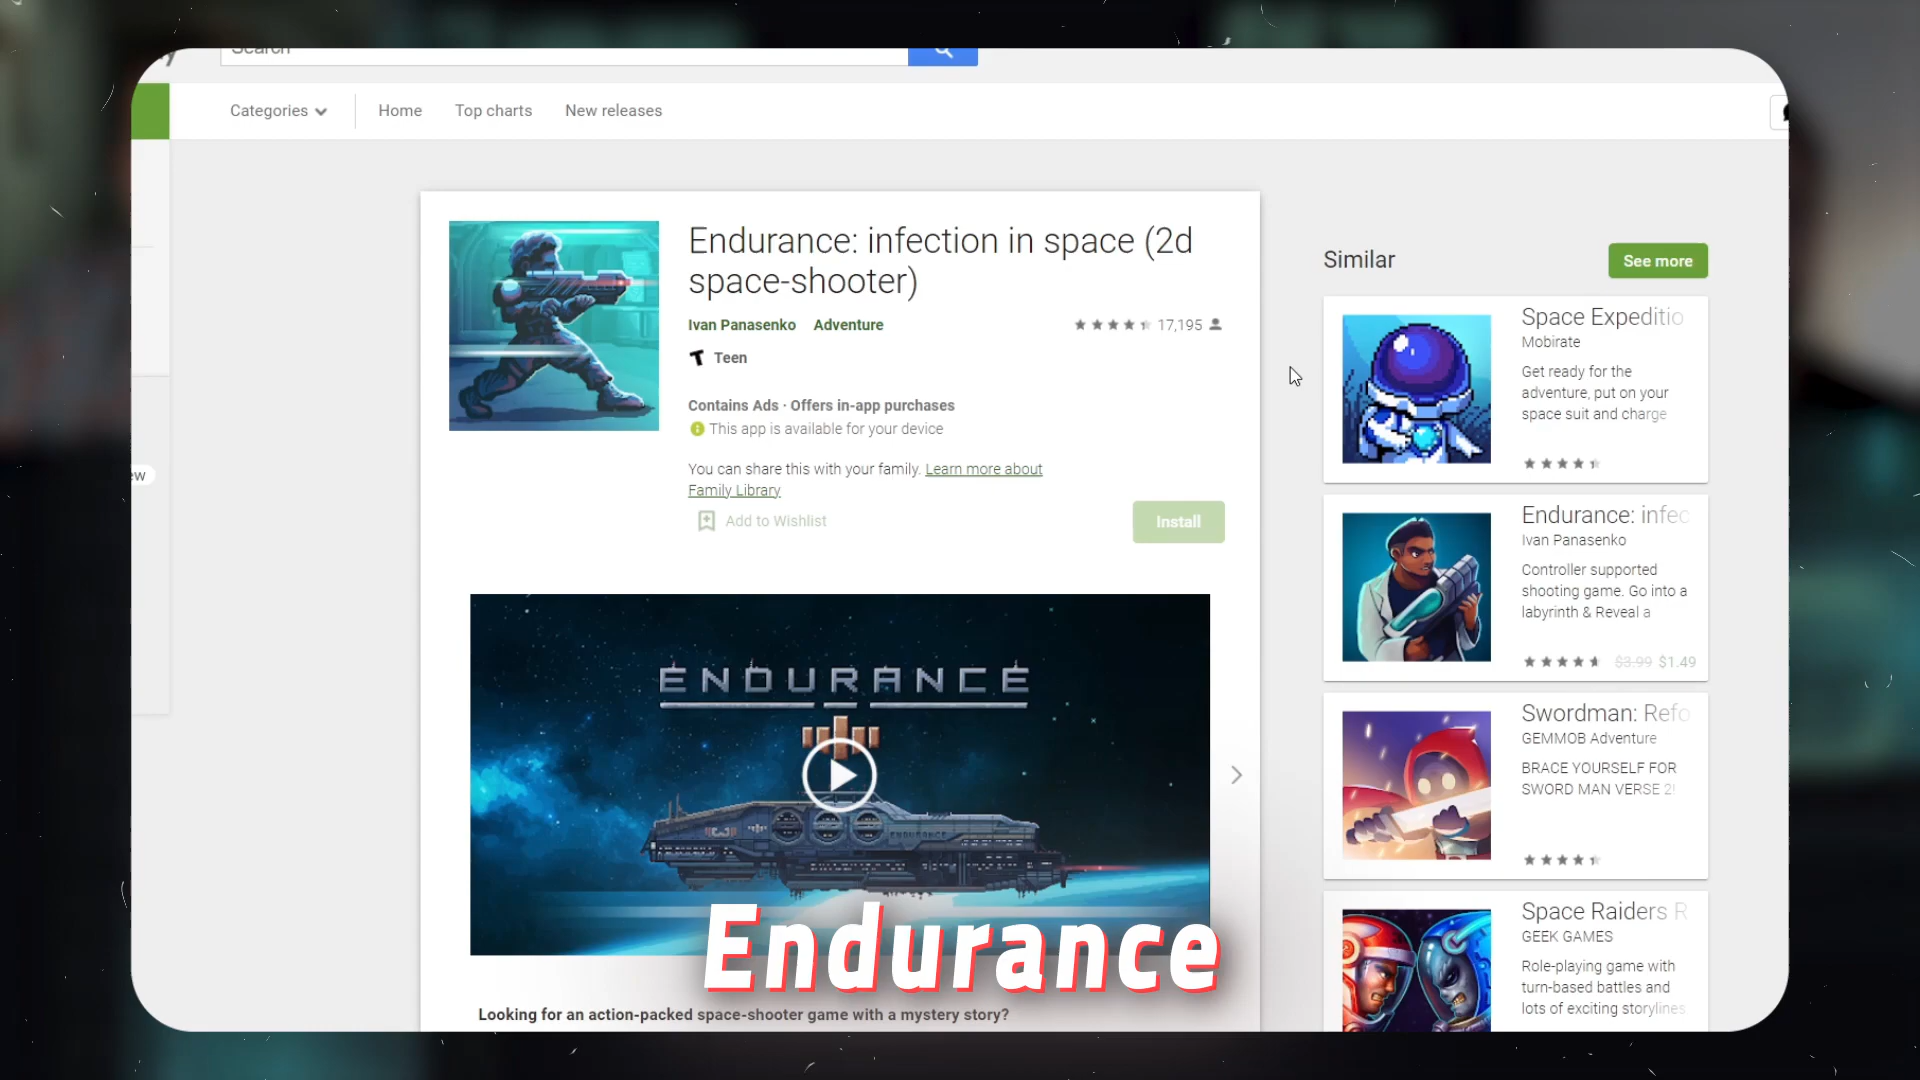 Search
Categories
Home
Top charts
New releases
Endurance: infection in space (2d
space-shooter)
Ivan Panasenko
Adventure
17,195
Teen
Contains Ads · Offers in-app purchases
This app is available for your device
You can share this with your family. Learn more about
Family Library
Add to Wishlist
Install
ENDURANCE
ENDURANCE
Endurance
Looking for an action-packed space-shooter game with a mystery story?
Similar
See more
Space Expeditio
Mobirate
Get ready for the
adventure, put on your
space suit and charge
Endurance: infec
Ivan Panasenko
Controller supported
shooting game. Go into a
labyrinth & Reveal a
$3.99 $1.49
Swordman: Refo
GEMMOB Adventure
BRACE YOURSELF FOR
SWORD MAN VERSE 2!
Space Raiders R
GEEK GAMES
Role-playing game with
turn-based battles and
lots of exciting storylines